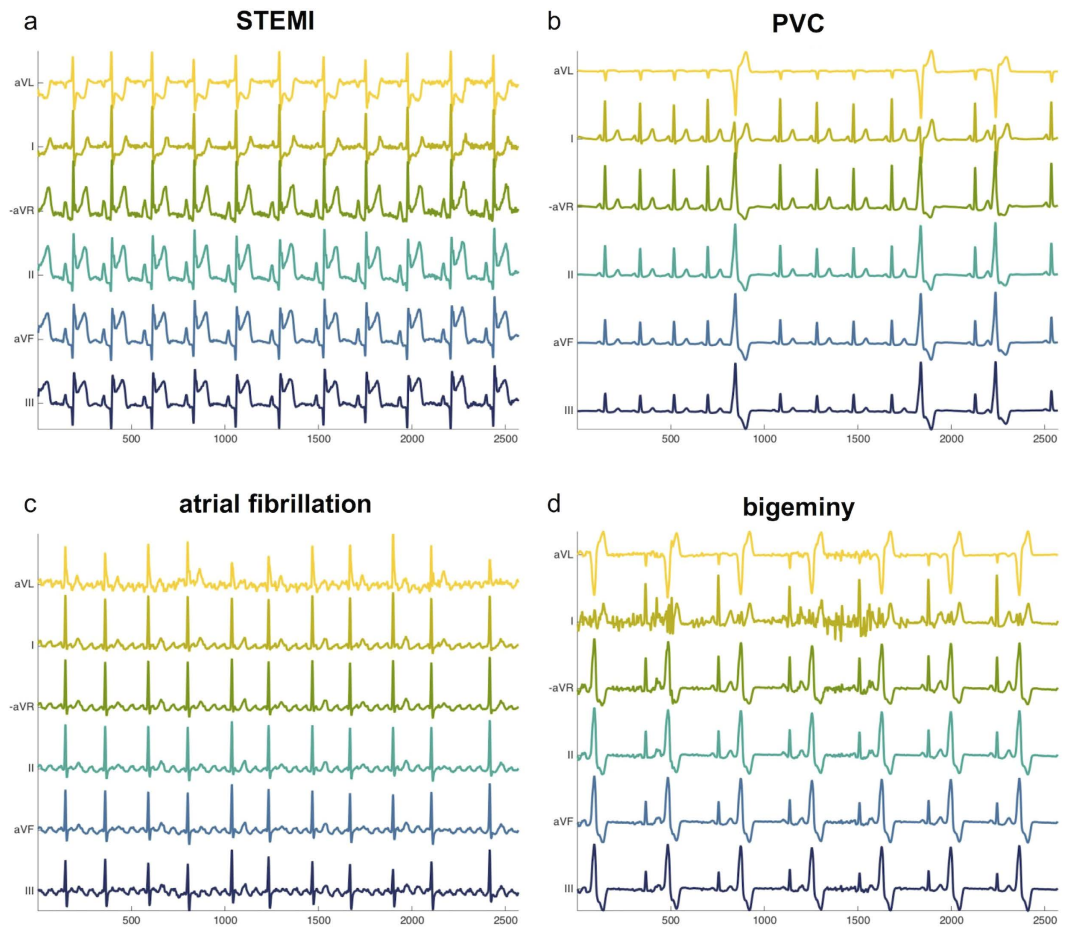 a
STEMI
aVL
I
-aVR
II
aVF
III
500
1000
1500
2000
2500
b
PVC
aVL
I
-aVR
II
aVF
III
500
1000
1500
2000
2500
c
atrial fibrillation
aVL
I
-aVR
II
aVF
III
500
1000
1500
2000
2500
d
bigeminy
aVL
I
-aVR
II
aVF
III
500
1000
1500
2000
2500